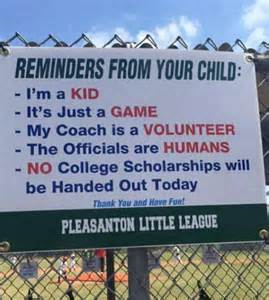 REMINDERS FROM YOUR CHILD:
- I'm a KID
- It's Just a GAME
- My Coach is a VOLUNTEER
- The Officials are HUMANS
- NO College Scholarships will
be Handed Out Today
Thank You and Have Fun!
PLEASANTON LITTLE LEAGUE